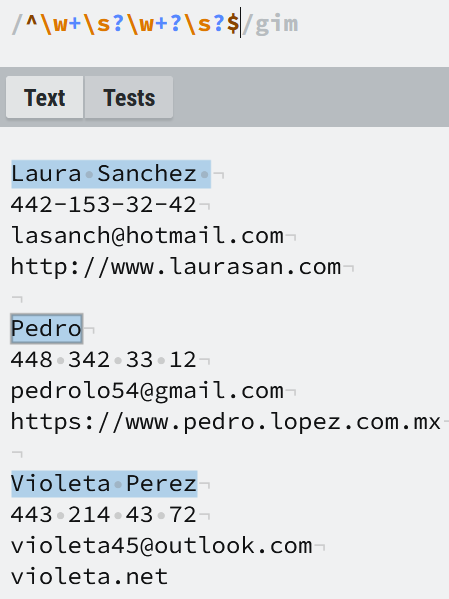 /^\w+\s?\w+?\s?$/gim
Text Tests
Laura Sanchez
442-153-32-42
lasanch@hotmail.com
http://www.laurasan.com
Pedro
448 342 33 12
pedrolo54@gmail.com
https://www.pedro.lopez.com.mx
Violeta Perez
443 214 43 72
violeta45@outlook.com
violeta.net